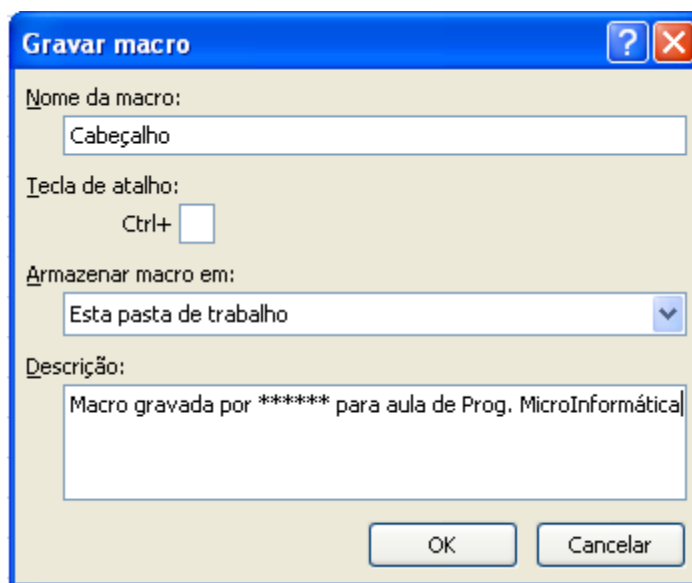 Gravar macro
Nome da macro:
Cabeçalho
Tecla de atalho:
Ctrl+
Armazenar macro em:
Esta pasta de trabalho
Descrição:
Macro gravada por ****** para aula de Prog. MicroInformática
OK Cancelar